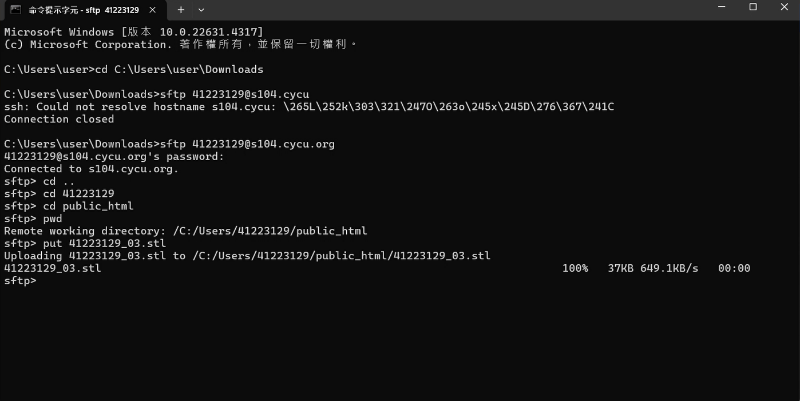 命令提示字元 - sftp 41223129
Microsoft Windows [版本 10.0.22631.4317]
(c) Microsoft Corporation. 著作權所有，並保留一切權利。
C:\Users\user>cd C:\Users\user\Downloads
C:\Users\user\Downloads>sftp 41223129@s104.cycu
ssh: Could not resolve hostname s104.cycu: \265L\252k\303\321\247O\263o\245x\245D\276\367\241C
Connection closed
C:\Users\user\Downloads>sftp 41223129@s104.cycu.org
41223129@s104.cycu.org's password:
Connected to s104.cycu.org.
sftp> cd ..
sftp> cd 41223129
sftp> cd public_html
sftp> pwd
Remote working directory: /C:/Users/41223129/public_html
sftp> put 41223129_03.stl
Uploading 41223129_03.stl to /C:/Users/41223129/public_html/41223129_03.stl
41223129_03.stl 100% 37KB 649.1KB/s 00:00
sftp>